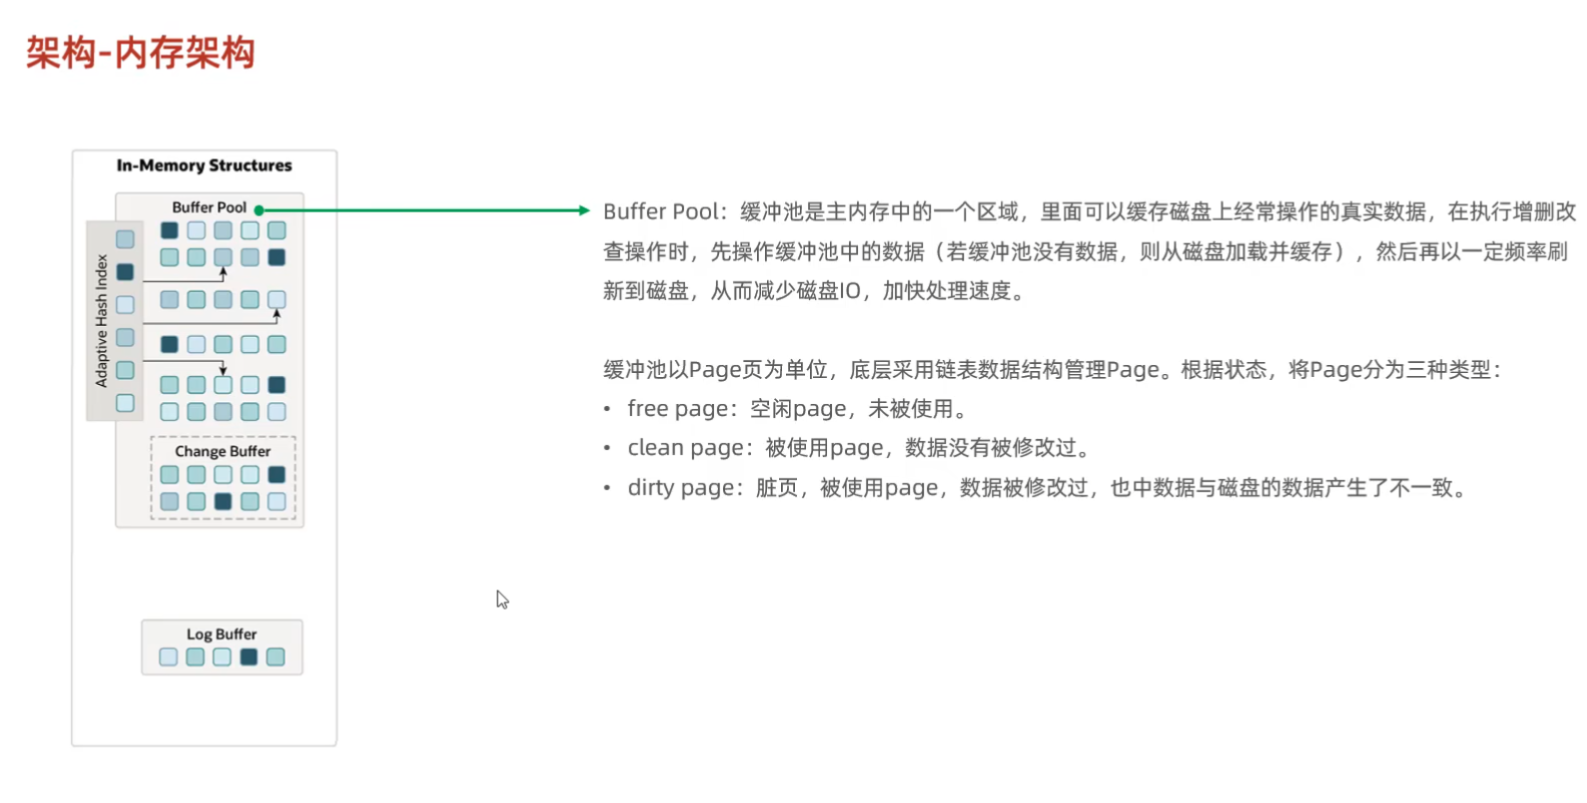 架构-内存架构
In-Memory Structures
Buffer Pool
Adaptive Hash Index
Change Buffer
Log Buffer
Buffer Pool：缓冲池是主内存中的一个区域，里面可以缓存磁盘上经常操作的真实数据，在执行增删改
查操作时，先操作缓冲池中的数据（若缓冲池没有数据，则从磁盘加载并缓存），然后再以一定频率刷
新到磁盘，从而减少磁盘IO，加快处理速度。
缓冲池以Page页为单位，底层采用链表数据结构管理Page。根据状态，将Page分为三种类型：
• free page：空闲page，未被使用。
• clean page：被使用page，数据没有被修改过。
• dirty page：脏页，被使用page，数据被修改过，也中数据与磁盘的数据产生了不一致。